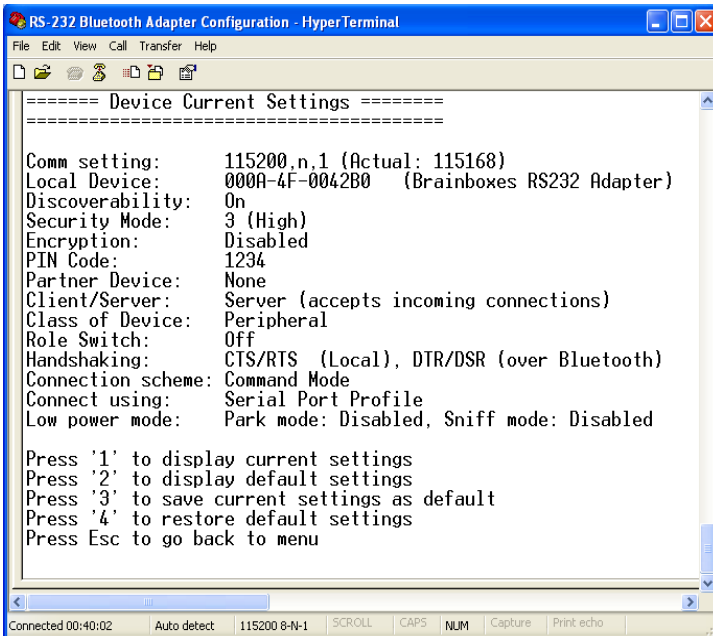 RS-232 Bluetooth Adapter Configuration - HyperTerminal
File Edit View Call Transfer Help
======= Device Current Settings ========
========================================
Comm setting: 115200,n,1 (Actual: 115168)
Local Device: 000A-4F-0042B0 (Brainboxes RS232 Adapter)
Discoverability: On
Security Mode: 3 (High)
Encryption: Disabled
PIN Code: 1234
Partner Device: None
Client/Server: Server (accepts incoming connections)
Class of Device: Peripheral
Role Switch: Off
Handshaking: CTS/RTS (Local), DTR/DSR (over Bluetooth)
Connection scheme: Command Mode
Connect using: Serial Port Profile
Low power mode: Park mode: Disabled, Sniff mode: Disabled
Press '1' to display current settings
Press '2' to display default settings
Press '3' to save current settings as default
Press '4' to restore default settings
Press Esc to go back to menu
Connected 00:40:02 Auto detect 115200 8-N-1 SCROLL CAPS NUM Capture Print echo